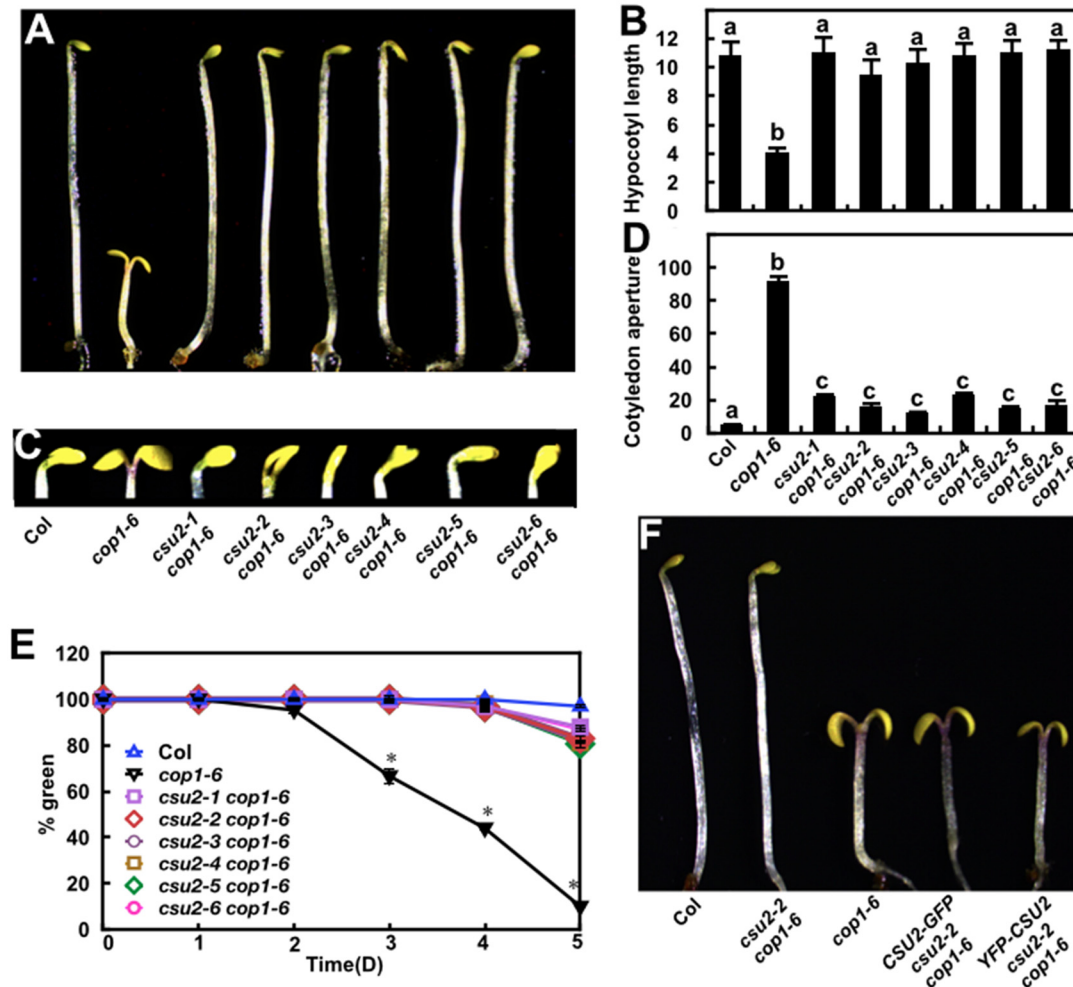 A
B
Hypocotyl length
12
10
8
6
4
2
0
a
b
a
a
a
a
a
a
D
Cotyledon aperture
100
80
60
40
20
0
a
b
c
c
c
c
c
c
Col
cop1-6
csu2-1
cop1-6
csu2-2
cop1-6
csu2-3
cop1-6
csu2-4
cop1-6
csu2-5
cop1-6
csu2-6
cop1-6
C
Col
cop1-6
csu2-1
cop1-6
csu2-2
cop1-6
csu2-3
cop1-6
csu2-4
cop1-6
csu2-5
cop1-6
csu2-6
cop1-6
E
% green
120
100
80
60
40
20
0
Col
cop1-6
csu2-1 cop1-6
csu2-2 cop1-6
csu2-3 cop1-6
csu2-4 cop1-6
csu2-5 cop1-6
csu2-6 cop1-6
*
*
*
0 1 2 3 4 5
Time(D)
F
Col
csu2-2
cop1-6
cop1-6
CSU2-GFP
csu2-2
cop1-6
YFP-CSU2
csu2-2
cop1-6